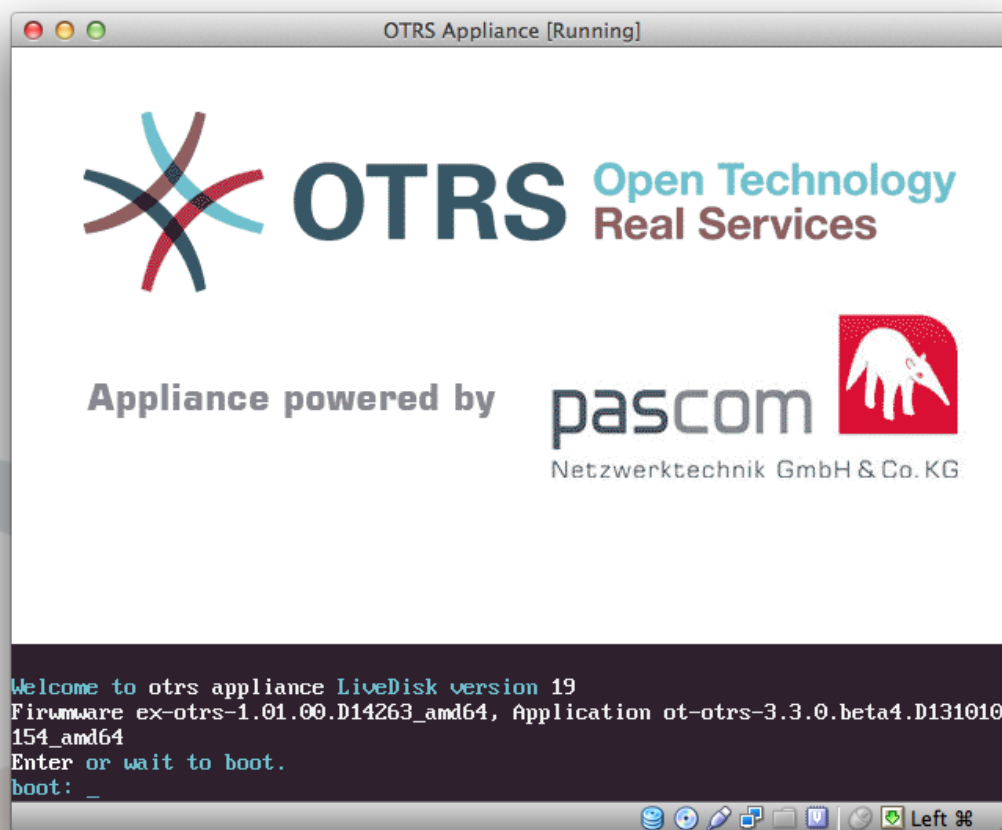 OTRS Appliance [Running]
OTRS Open Technology
Real Services
Appliance powered by
pascom
Netzwerktechnik GmbH & Co. KG
Welcome to otrs appliance LiveDisk version 19
Firwmware ex-otrs-1.01.00.D14263_amd64, Application ot-otrs-3.3.0.beta4.D131010
154_amd64
Enter or wait to boot.
boot: _
Left ⌘